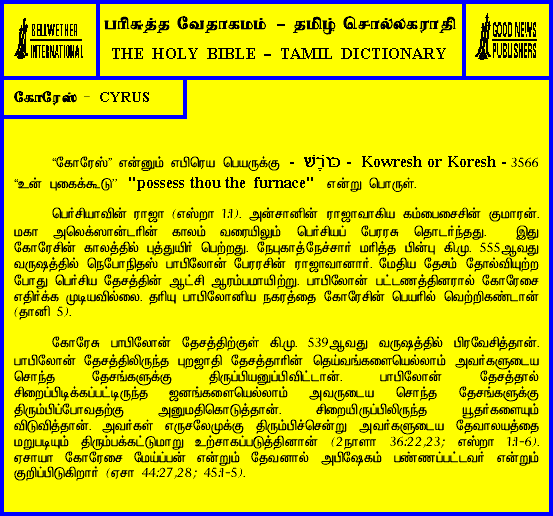 BELLWETHER
INTERNATIONAL
பரிசுத்த வேதாகமம் – தமிழ் சொல்லகராதி
THE HOLY BIBLE – TAMIL DICTIONARY
GOOD NEWS
PUBLISHERS
கோரேஸ் – CYRUS
“கோரேஸ்” என்னும் எபிரெய பெயருக்கு - כּוֹרֶשׁ - Kowresh or Koresh - 3566
“உன் புகைக்கூடு” "possess thou the furnace" என்று பொருள்.
பெர்சியாவின் ராஜா (எஸ்றா 1:1). அன்சானின் ராஜாவாகிய கம்பைசைசின் குமாரன்.
மகா அலெக்ஸாண்டரின் காலம் வரையிலும் பெர்சியப் பேரரசு தொடர்ந்தது. இது
கோரேசின் காலத்தில் புத்துயிர் பெற்றது. நேபுகாத்நேச்சார் மரித்த பின்பு கி.மு. 555ஆவது
வருஷத்தில் நெபோநிதஸ் பாபிலோன் பேரரசின் ராஜாவானார். மேதிய தேசம் தோல்வியுற்ற
போது பெர்சிய தேசத்தின் ஆட்சி ஆரம்பமாயிற்று. பாபிலோன் பட்டணத்தினரால் கோரேசை
எதிர்க்க முடியவில்லை. தரியு பாபிலோனிய நகரத்தை கோரேசின் பெயரில் வெற்றிகண்டான்
(தானி 5).
கோரேசு பாபிலோன் தேசத்திற்குள் கி.மு. 539ஆவது வருஷத்தில் பிரவேசித்தான்.
பாபிலோன் தேசத்திலிருந்த புறஜாதி தேசத்தாரின் தெய்வங்களையெல்லாம் அவர்களுடைய
சொந்த தேசங்களுக்கு திருப்பியனுப்பிவிட்டான். பாபிலோன் தேசத்தால்
சிறைப்பிடிக்கப்பட்டிருந்த ஜனங்களையெல்லாம் அவருடைய சொந்த தேசங்களுக்கு
திரும்பிப்போவதற்கு அனுமதிகொடுத்தான். சிறையிருப்பிலிருந்த யூதர்களையும்
விடுவித்தான். அவர்கள் எருசலேமுக்கு திரும்பிச்சென்று அவர்களுடைய தேவாலயத்தை
மறுபடியும் திரும்பக்கட்டுமாறு உற்சாகப்படுத்தினான் (2நாளா 36:22,23; எஸ்றா 1:1-6).
ஏசாயா கோரேசை மேய்ப்பன் என்றும் தேவனால் அபிஷேகம் பண்ணப்பட்டவர் என்றும்
குறிப்பிடுகிறார் (ஏசா 44:27,28; 45:1-5).